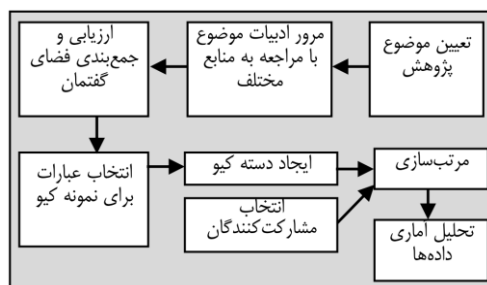 تعیین موضوع
پژوهش
مرور ادبیات موضوع
با مراجعه به منابع
مختلف
ارزیابی و
جمع‌بندی فضای
گفتمان
انتخاب عبارات
برای نمونه کیو
ایجاد دسته کیو
انتخاب
مشارکت‌کنندگان
مرتب‌سازی
تحلیل آماری
داده‌ها